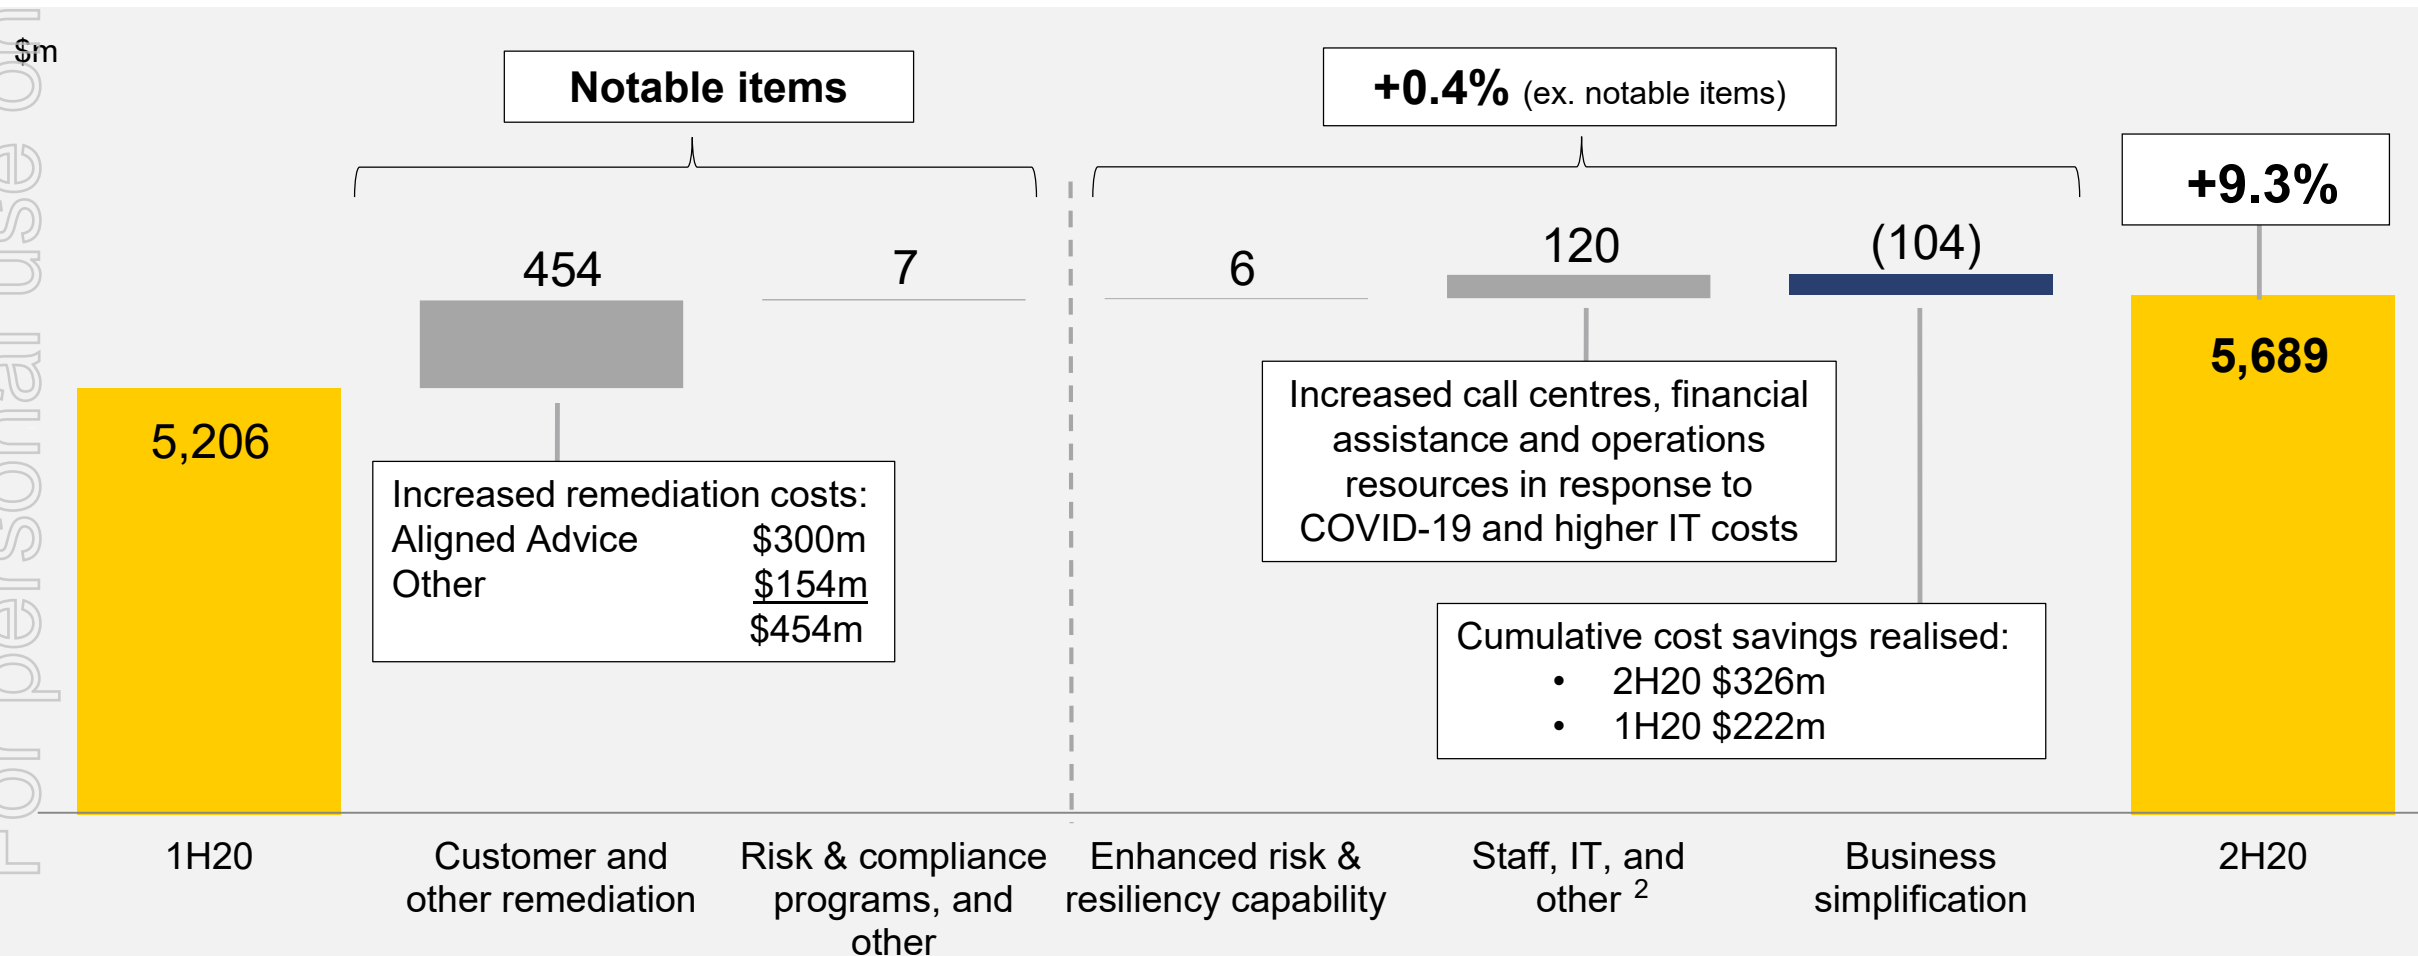 $m
Notable items
+0.4% (ex. notable items)
+9.3%
454
7
6
120
(104)
5,206
5,689
Increased remediation costs:
Aligned Advice $300m
Other $154m
$454m
Increased call centres, financial
assistance and operations
resources in response to
COVID-19 and higher IT costs
Cumulative cost savings realised:
• 2H20 $326m
• 1H20 $222m
1H20
Customer and
other remediation
Risk & compliance
programs, and
other
Enhanced risk &
resiliency capability
Staff, IT, and
other 2
Business
simplification
2H20
For personal use on